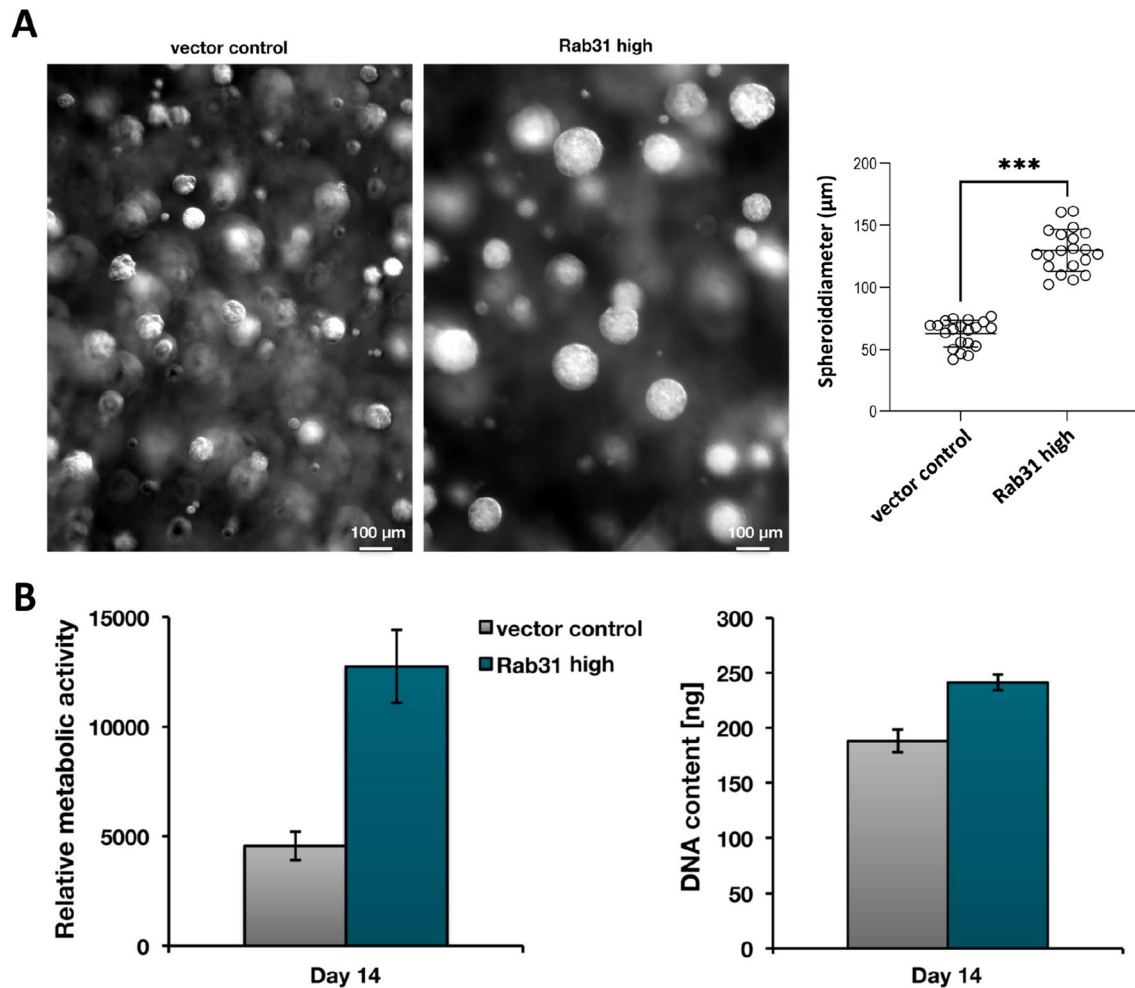 A
vector control
Rab31 high
100 µm
100 µm
Spheroiddiameter (µm)
200
150
100
50
0
***
vector control
Rab31 high
B
Relative metabolic activity
15000
10000
5000
0
Day 14
vector control
Rab31 high
DNA content [ng]
300
250
200
150
100
50
0
Day 14